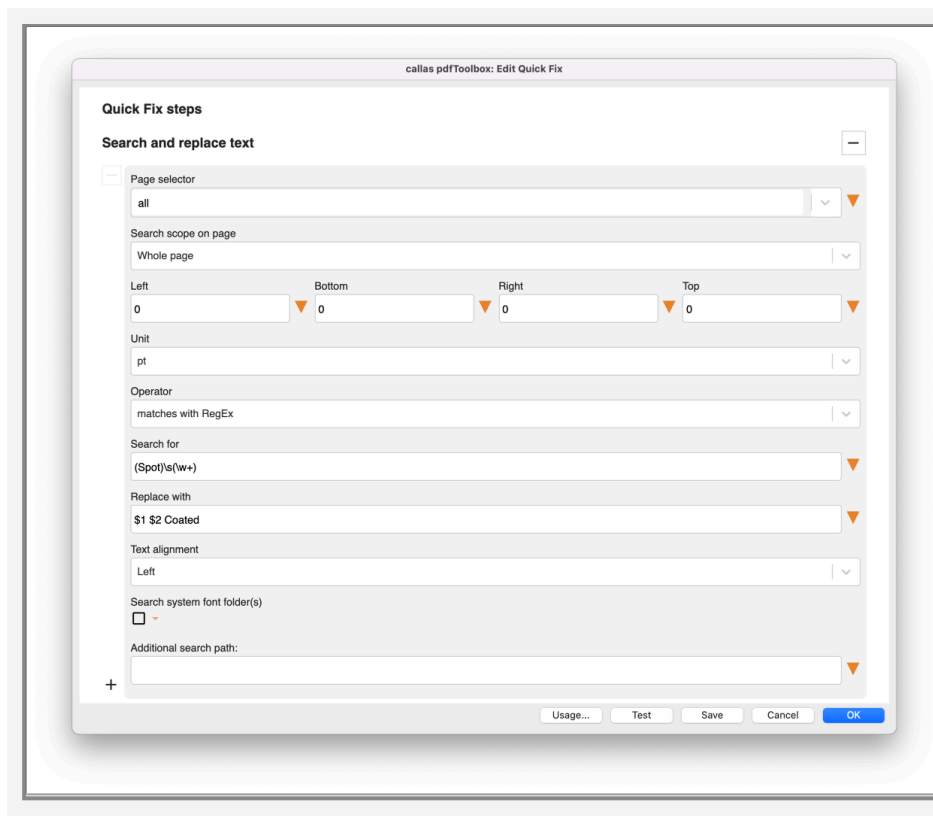 callas pdfToolbox: Edit Quick Fix
Quick Fix steps
Search and replace text
Page selector
all
Search scope on page
Whole page
Left Bottom Right Top
0 0 0 0
Unit
pt
Operator
matches with RegEx
Search for
(Spot)\s(\w+)
Replace with
$1 $2 Coated
Text alignment
Left
Search system font folder(s)
Additional search path:
Usage... Test Save Cancel OK